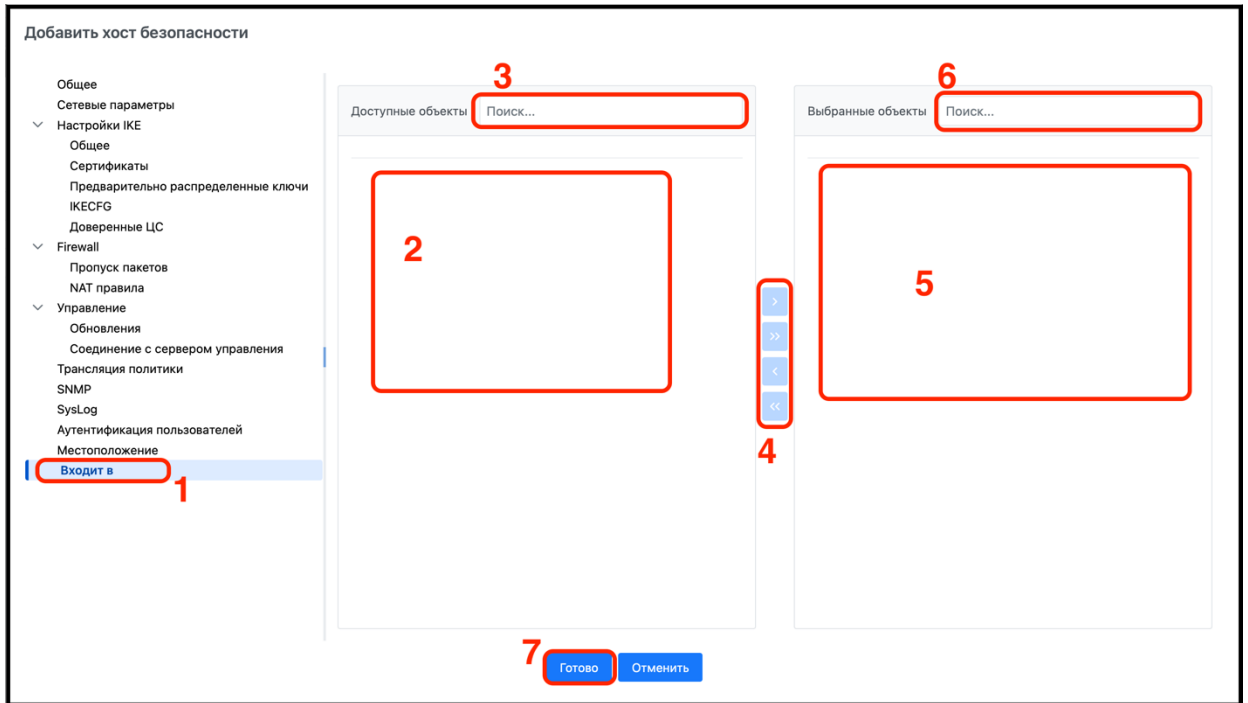 Добавить хост безопасности
Общее
Сетевые параметры
Настройки IKE
Общее
Сертификаты
Предварительно распределенные ключи
IKECFG
Доверенные ЦС
Firewall
Пропуск пакетов
NAT правила
Управление
Обновления
Соединение с сервером управления
Трансляция политики
SNMP
SysLog
Аутентификация пользователей
Местоположение
Входит в
1
3
Доступные объекты Поиск...
2
>
>>
<
<<
4
6
Выбранные объекты Поиск...
5
7
Готово Отменить